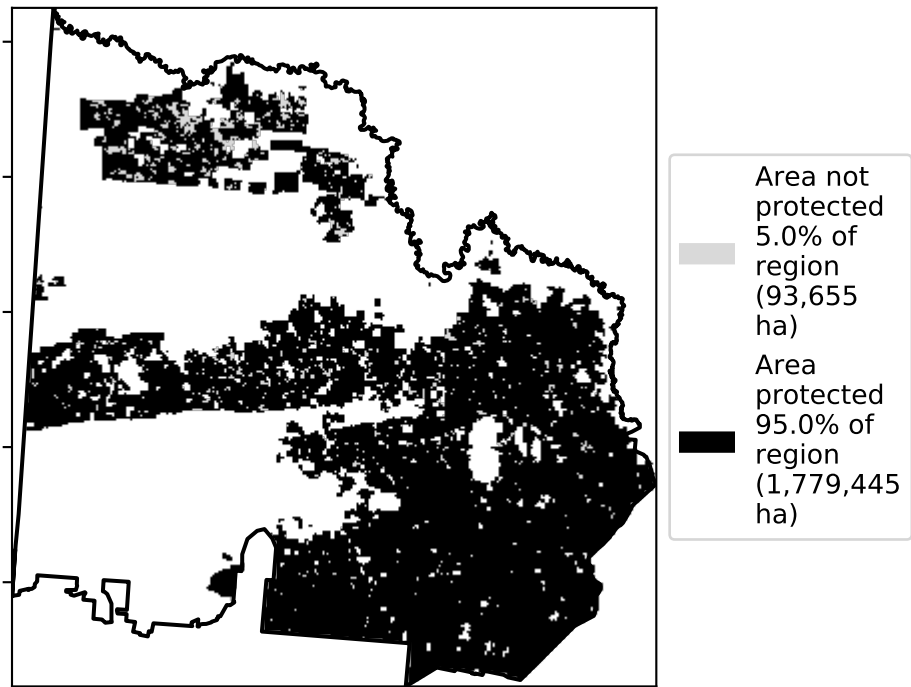 Area not
protected
5.0% of
region
(93,655
ha)
Area
protected
95.0% of
region
(1,779,445
ha)